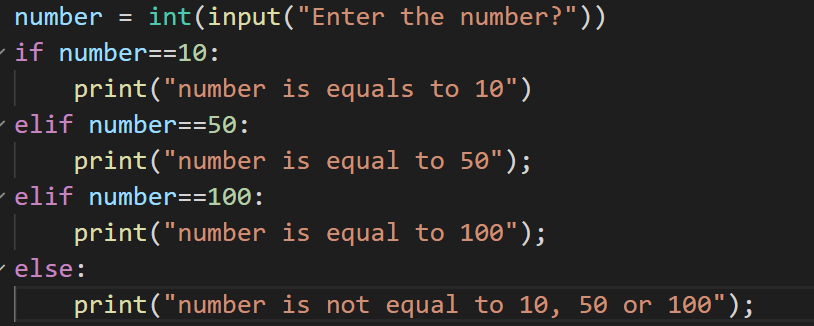 number = int(input("Enter the number?"))
if number==10:
    print("number is equals to 10")
elif number==50:
    print("number is equal to 50");
elif number==100:
    print("number is equal to 100");
else:
    print("number is not equal to 10, 50 or 100");